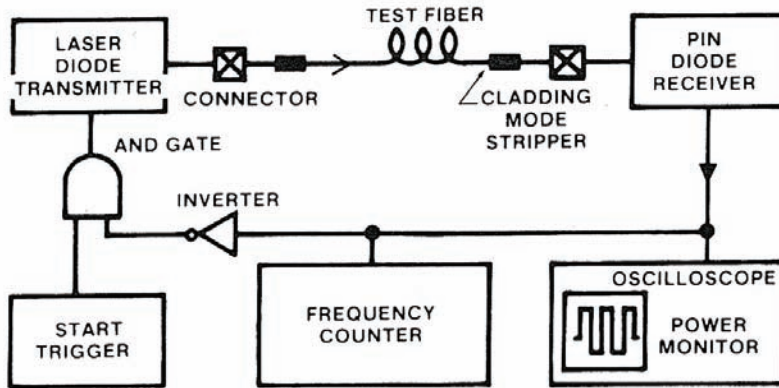 TEST FIBER
LASER
DIODE
TRANSMITTER
CONNECTOR
CLADDING
MODE
STRIPPER
PIN
DIODE
RECEIVER
AND GATE
INVERTER
START
TRIGGER
FREQUENCY
COUNTER
OSCILLOSCOPE
POWER
MONITOR